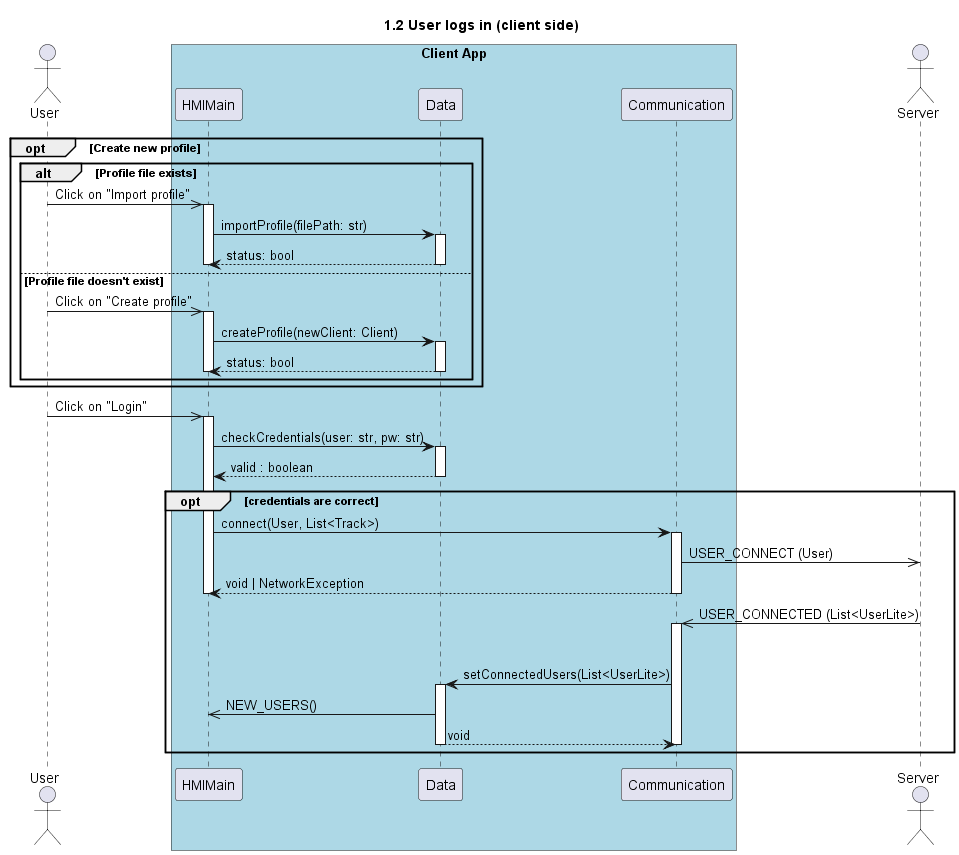 1.2 User logs in (client side)
Client App
User
HMIMain
Data
Communication
Server
opt
[Create new profile]
alt
[Profile file exists]
Click on "Import profile"
importProfile(filePath: str)
status: bool
[Profile file doesn't exist]
Click on "Create profile"
createProfile(newClient: Client)
status: bool
Click on "Login"
checkCredentials(user: str, pw: str)
valid : boolean
opt
[credentials are correct]
connect(User, List<Track>)
USER_CONNECT (User)
void | NetworkException
USER_CONNECTED (List<UserLite>)
setConnectedUsers(List<UserLite>)
NEW_USERS()
void
User
HMIMain
Data
Communication
Server